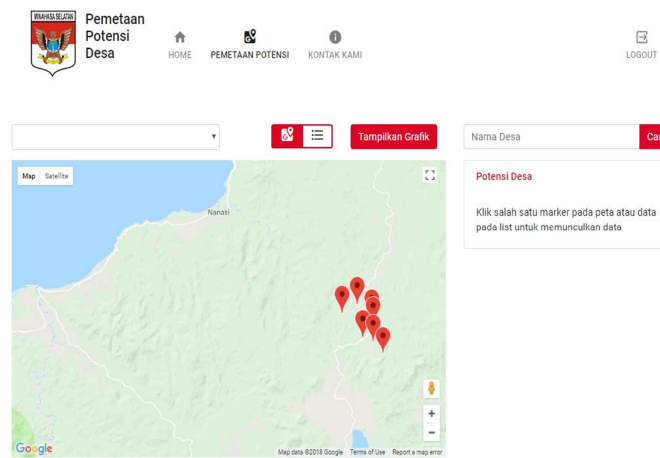 MINAHASA SELATAN
Pemetaan
Potensi
Desa
HOME
PEMETAAN POTENSI
KONTAK KAMI
LOGOUT
Tampilkan Grafik
Nama Desa
Ca
Map
Satellite
Nanasi
Potensi Desa
Klik salah satu marker pada peta atau data
pada list untuk memunculkan data
Google
Map data ©2018 Google
Terms of Use
Report a map error